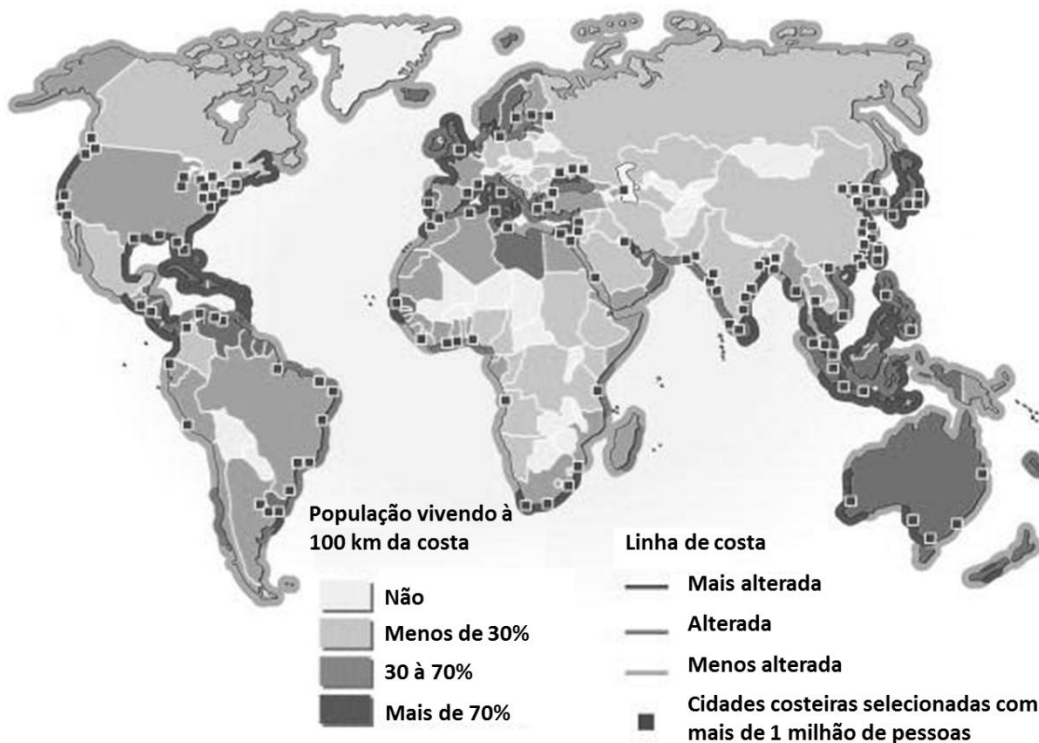 População vivendo à
100 km da costa
Não
Menos de 30%
30 à 70%
Mais de 70%
Linha de costa
Mais alterada
Alterada
Menos alterada
Cidades costeiras selecionadas com
mais de 1 milhão de pessoas